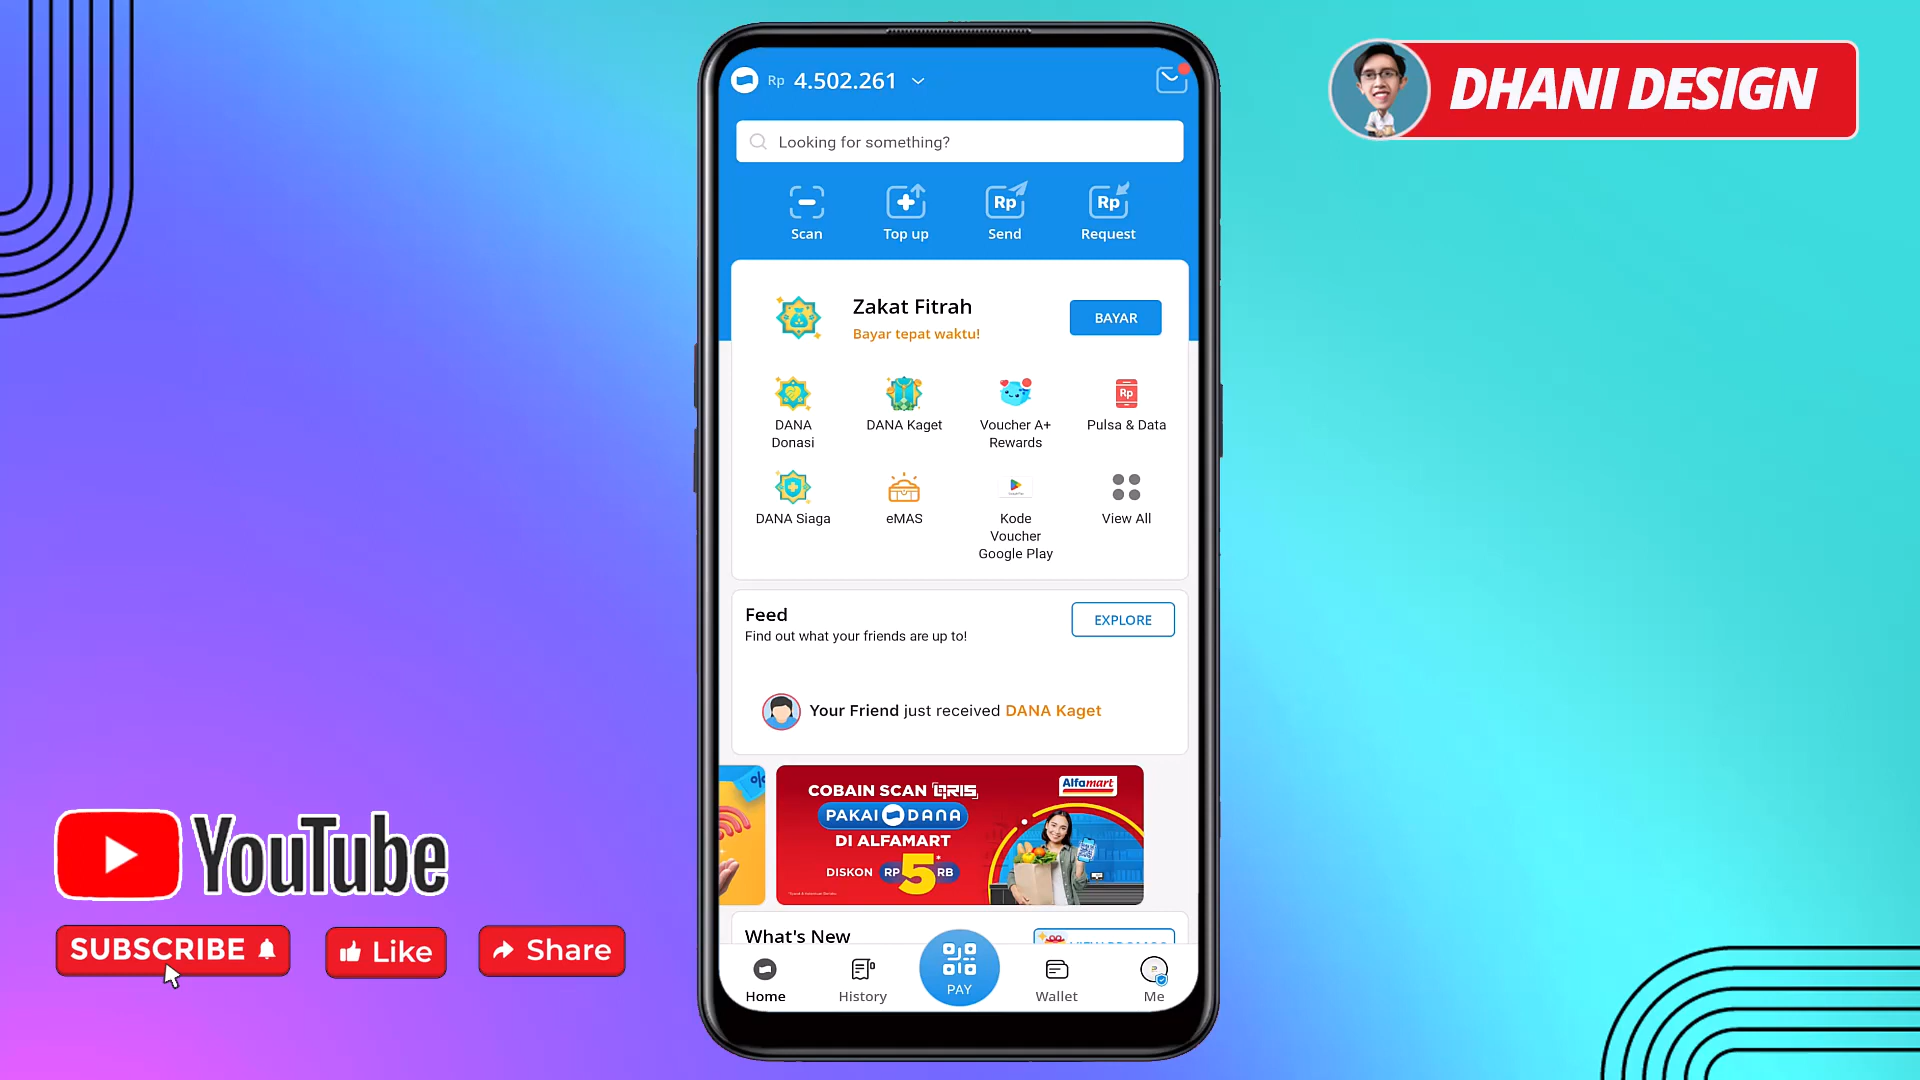 Rp 4.502.261
DHANI DESIGN
Looking for something?
Scan
Top up
Rp
Send
Rp
Request
Zakat Fitrah
Bayar tepat waktu!
BAYAR
DANA
Donasi
DANA Kaget
Voucher A+
Rewards
Rp
Pulsa & Data
DANA Siaga
eMAS
Kode
Voucher
Google Play
View All
Feed
Find out what your friends are up to!
EXPLORE
Your Friend just received DANA Kaget
COBAIN SCAN QRIS
PAKAI DANA
DI ALFAMART
DISKON RP 5* RB
Alfamart
What's New
Home
History
PAY
Wallet
Me
YouTube
SUBSCRIBE
Like
Share